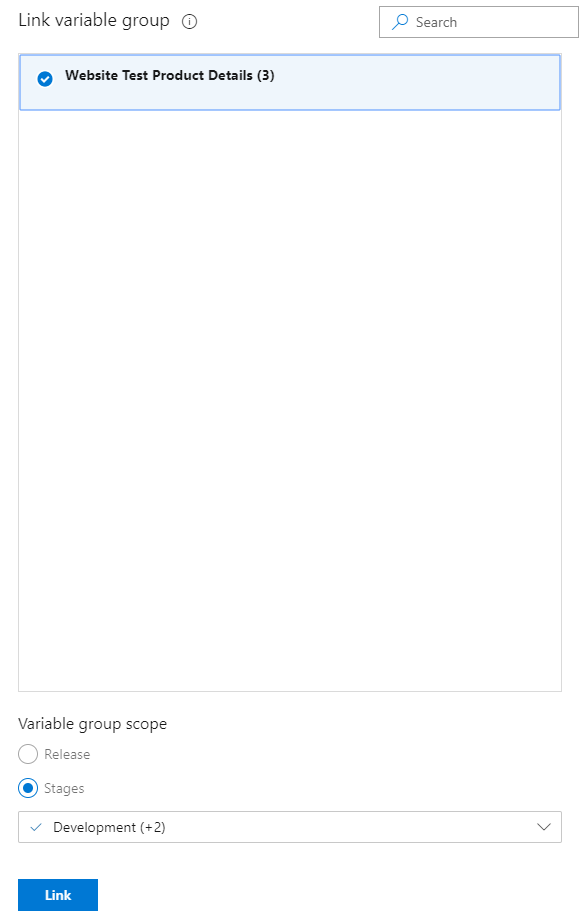 Link variable group
Search
Website Test Product Details (3)
Variable group scope
Release
Stages
Development (+2)
Link